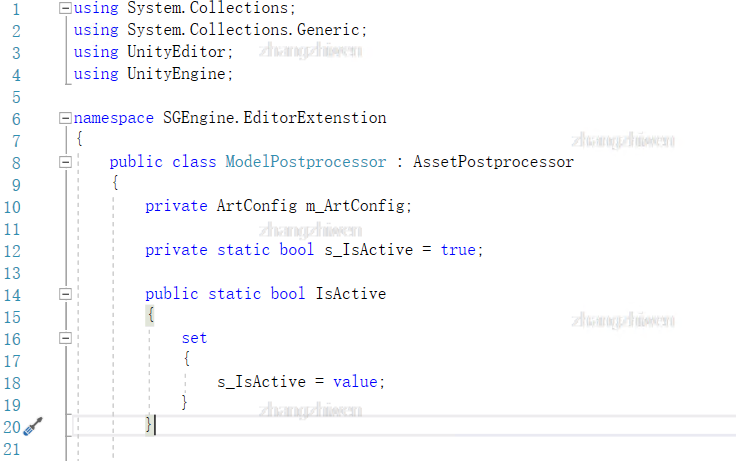 1 using System.Collections;
2 using System.Collections.Generic;
3 using UnityEditor; zhangzhiwen
4 using UnityEngine;
5
6 namespace SGEngine.EditorExtenstion
7 { zhangzhiwen
8 public class ModelPostprocessor : AssetPostprocessor
9 {
10 private ArtConfig m_ArtConfig;
11 zhangzhiwen
12 private static bool s_IsActive = true;
13
14 public static bool IsActive
15 { zhangzhiwen
16 set
17 {
18 s_IsActive = value;
19 } zhangzhiwen
20 }
21